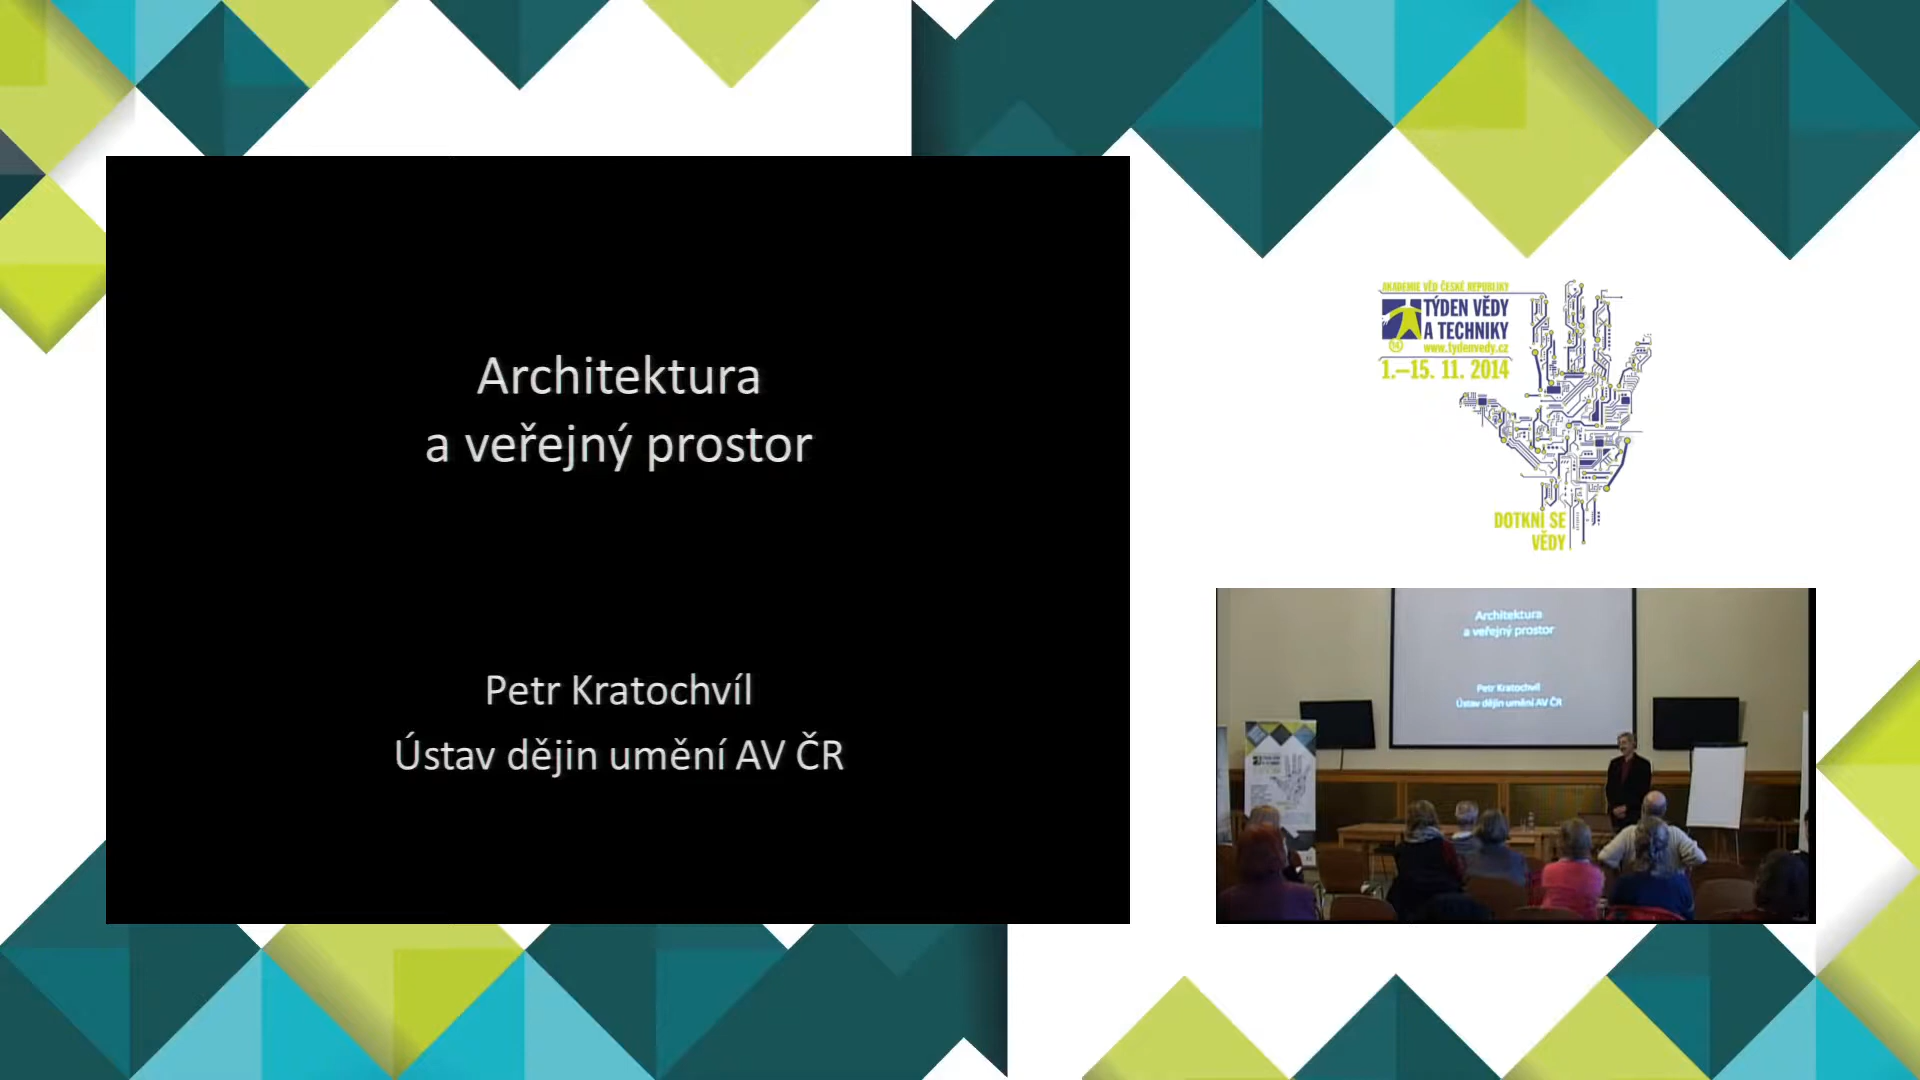 Architektura
a veřejný prostor
Petr Kratochvíl
Ústav dějin umění AV ČR
AKADEMIE VĚD ČESKÉ REPUBLIKY
TÝDEN VĚDY
A TECHNIKY
www.tydenvedy.cz
1.–15. 11. 2014
DOTKNI SE
VĚDY
Architektura
a veřejný prostor
Petr Kratochvíl
Ústav dějin umění AV ČR